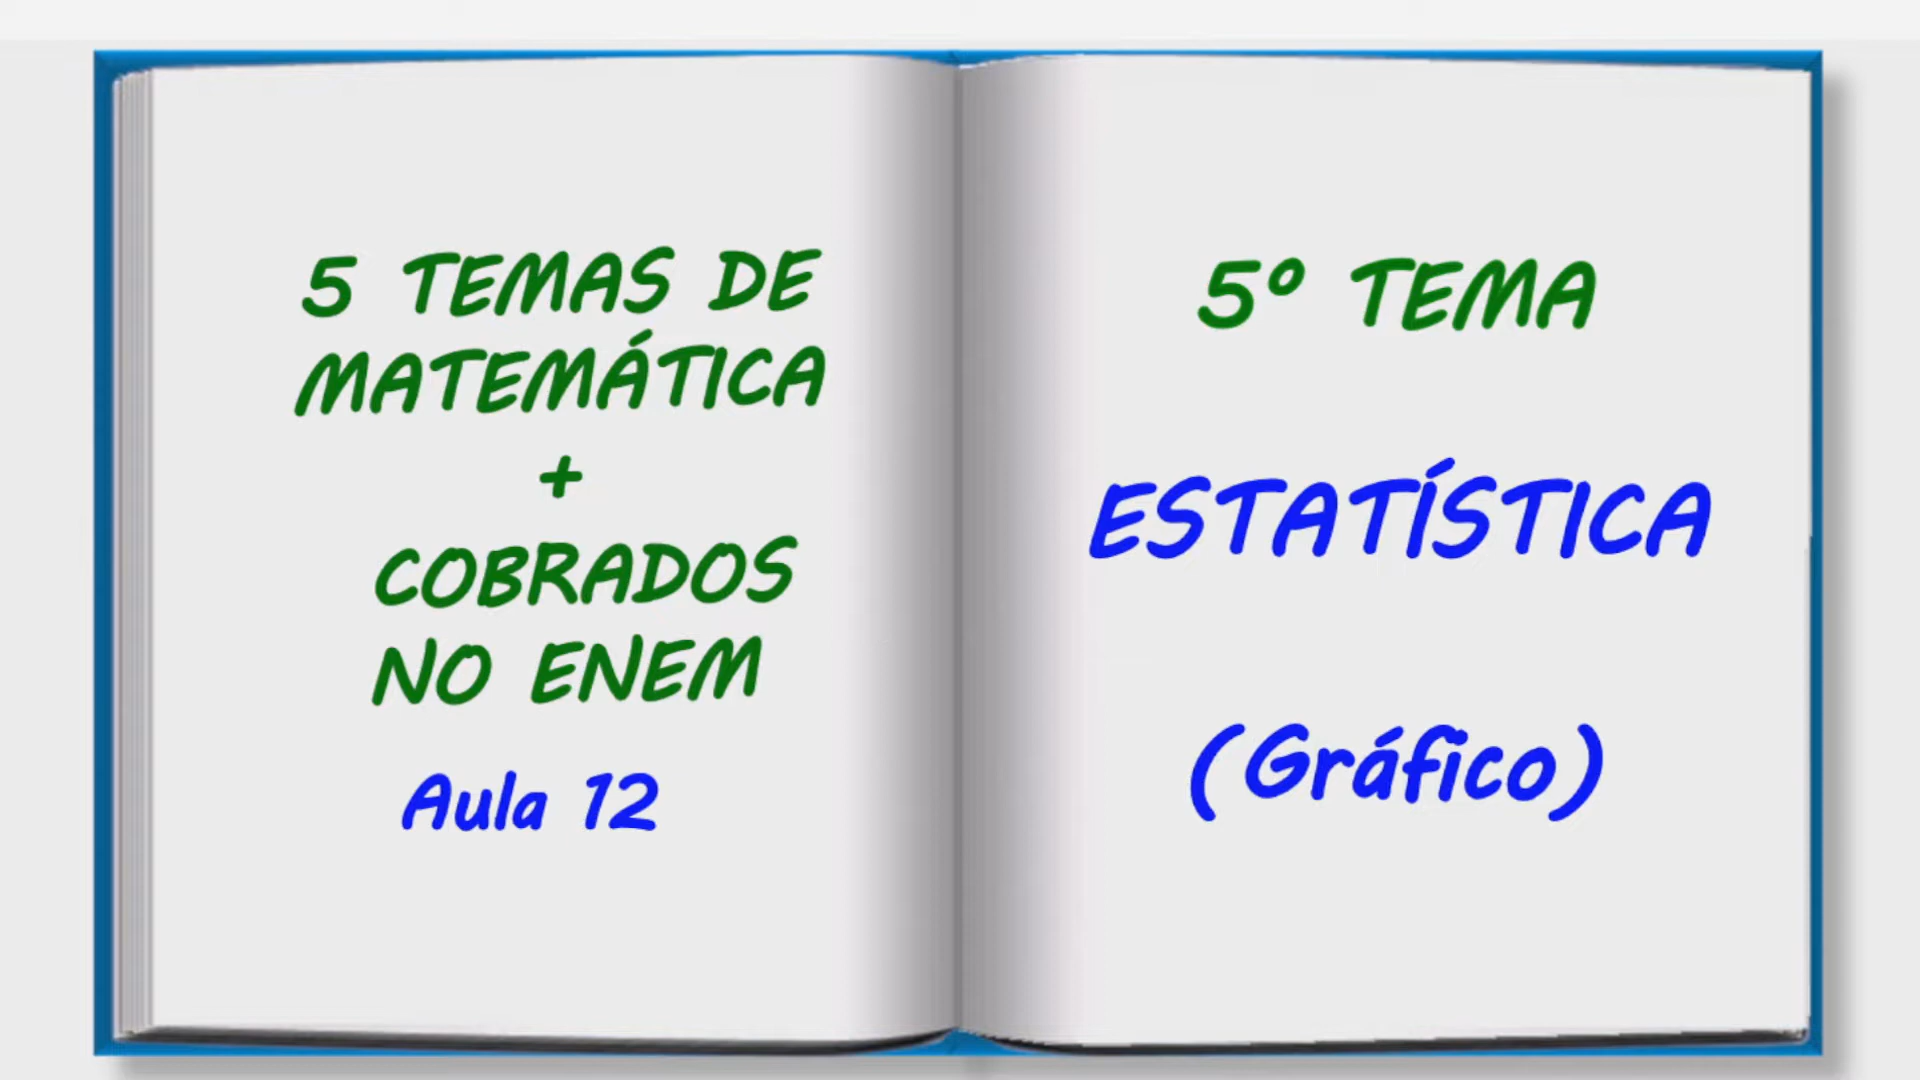 5 TEMAS DE
MATEMÁTICA
+
COBRADOS
NO ENEM
Aula 12
5º TEMA
ESTATÍSTICA
(Gráfico)